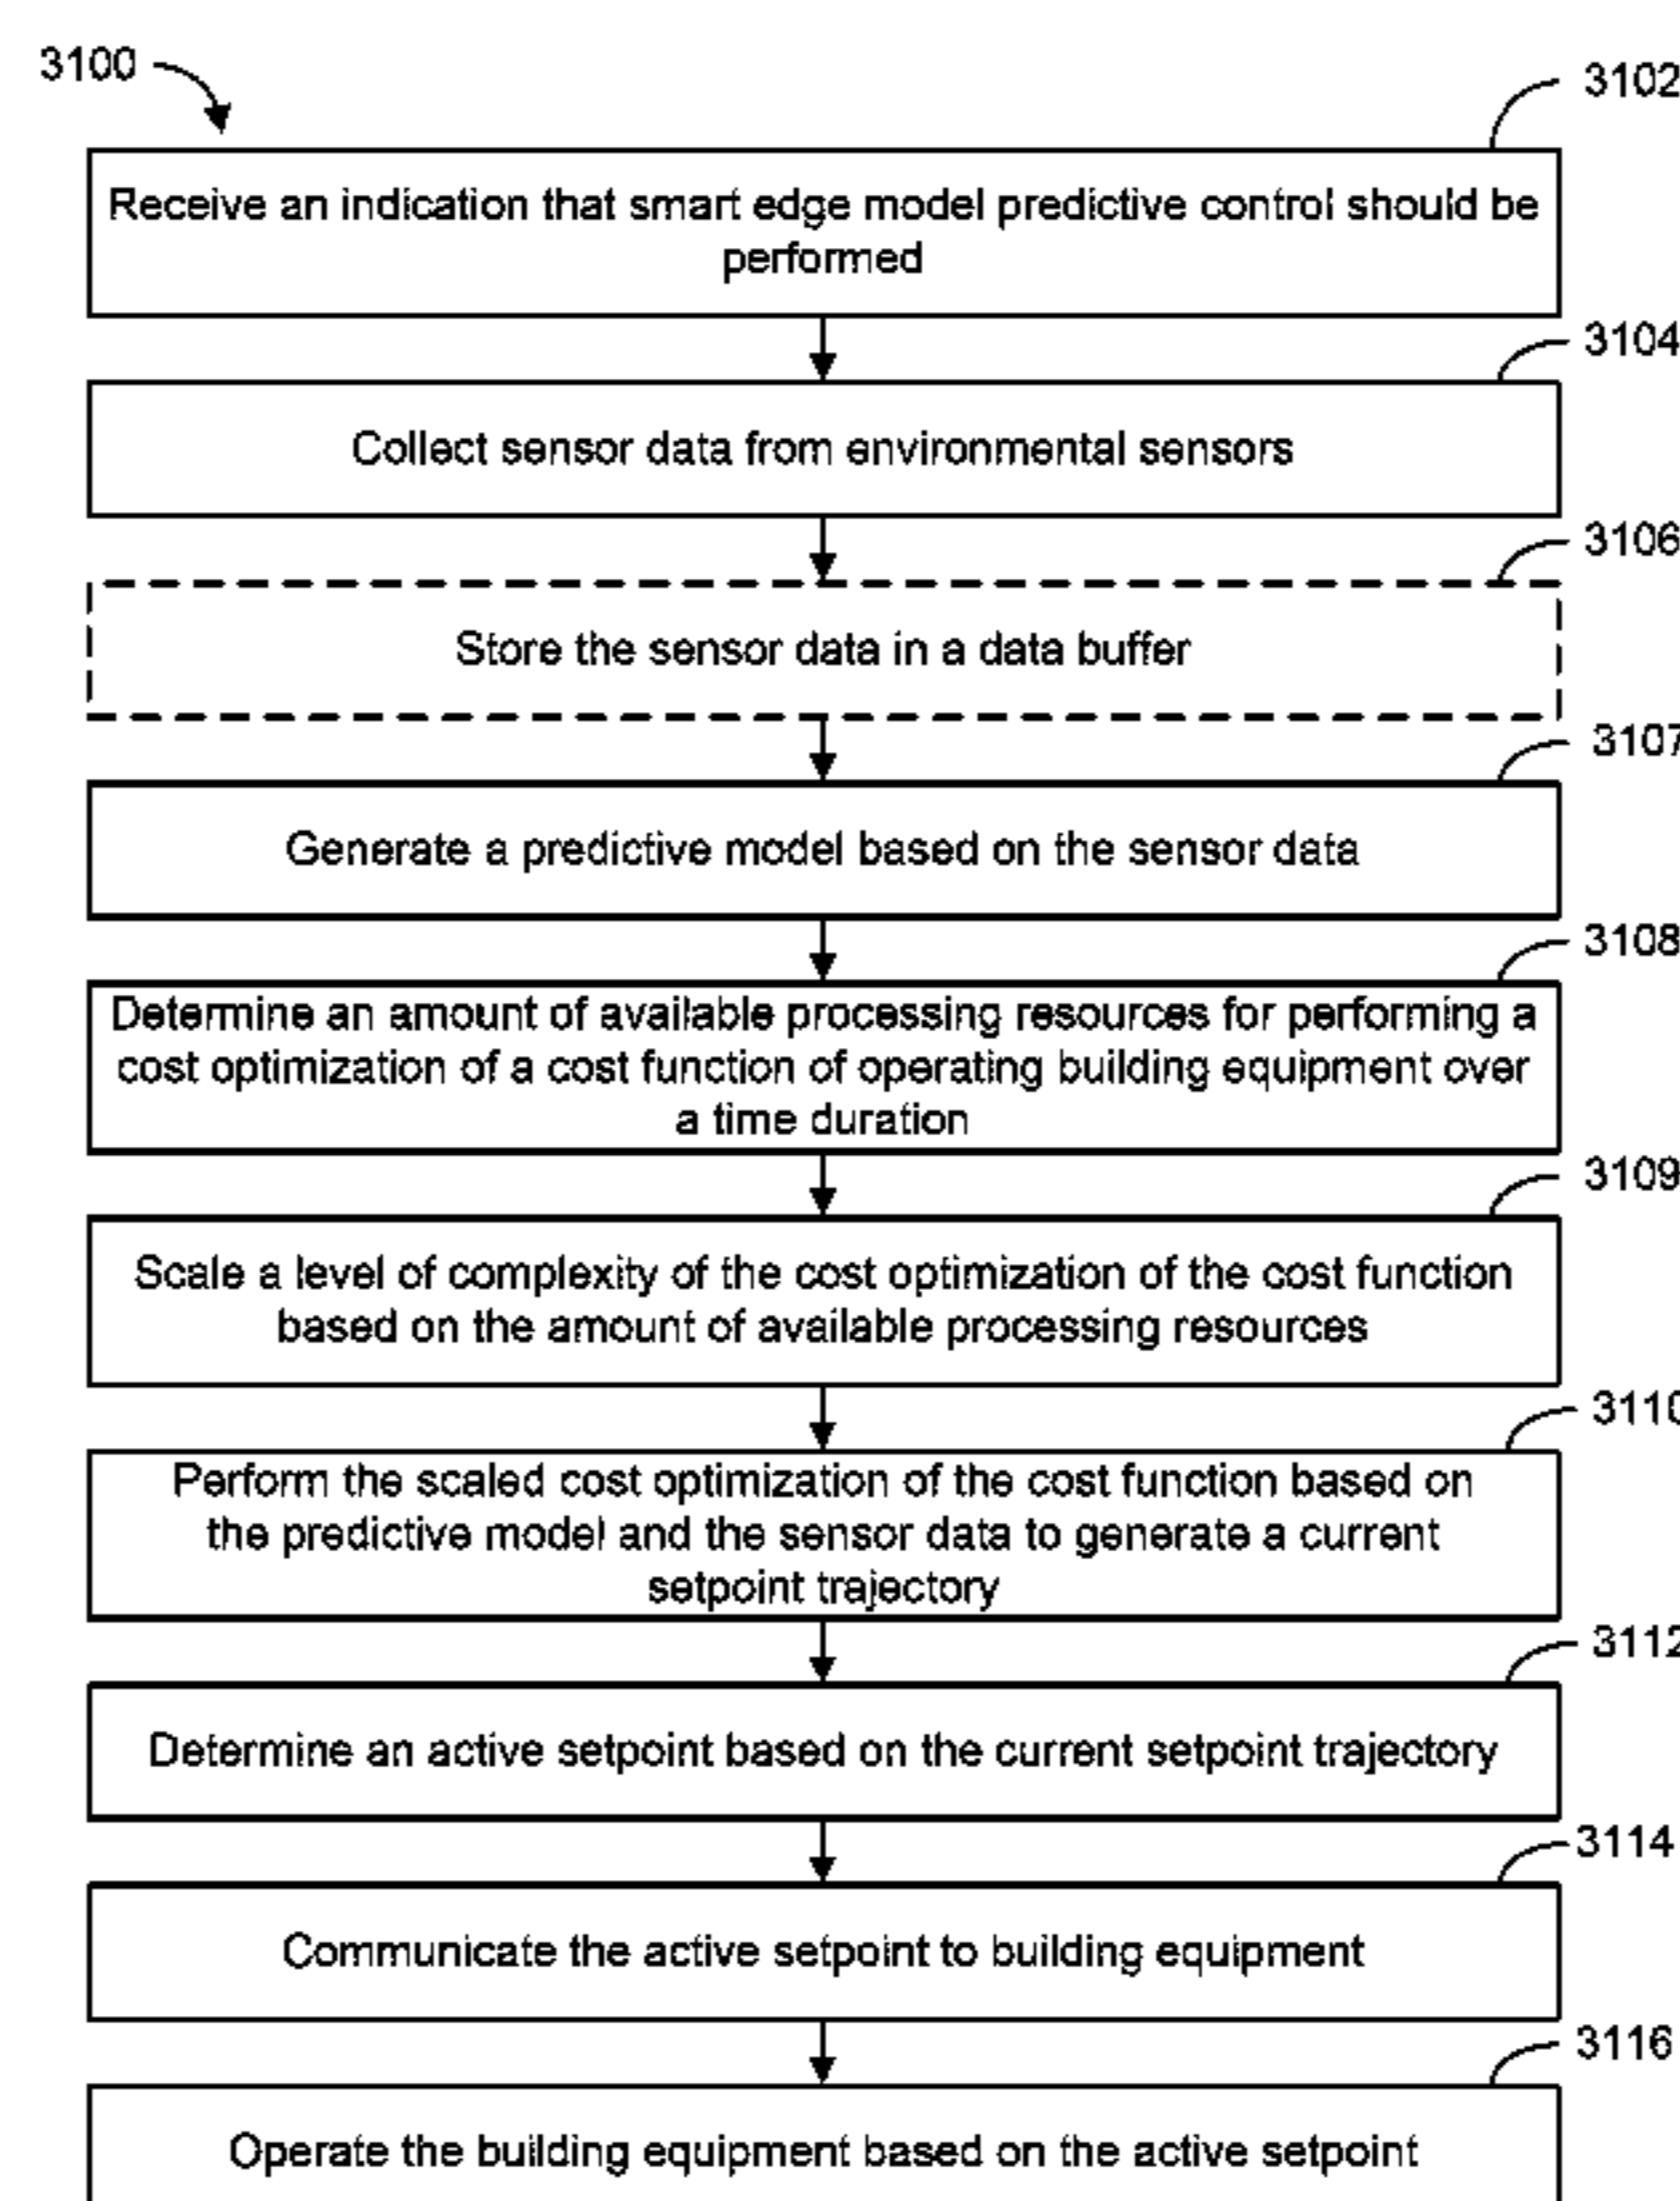 3100
3102
Receive an indication that smart edge model predictive control should be
performed
3104
Collect sensor data from environmental sensors
3106
Store the sensor data in a data buffer
3107
Generate a predictive model based on the sensor data
3108
Determine an amount of available processing resources for performing a
cost optimization of a cost function of operating building equipment over
a time duration
3109
Scale a level of complexity of the cost optimization of the cost function
based on the amount of available processing resources
3110
Perform the scaled cost optimization of the cost function based on
the predictive model and the sensor data to generate a current
setpoint trajectory
3112
Determine an active setpoint based on the current setpoint trajectory
3114
Communicate the active setpoint to building equipment
3116
Operate the building equipment based on the active setpoint